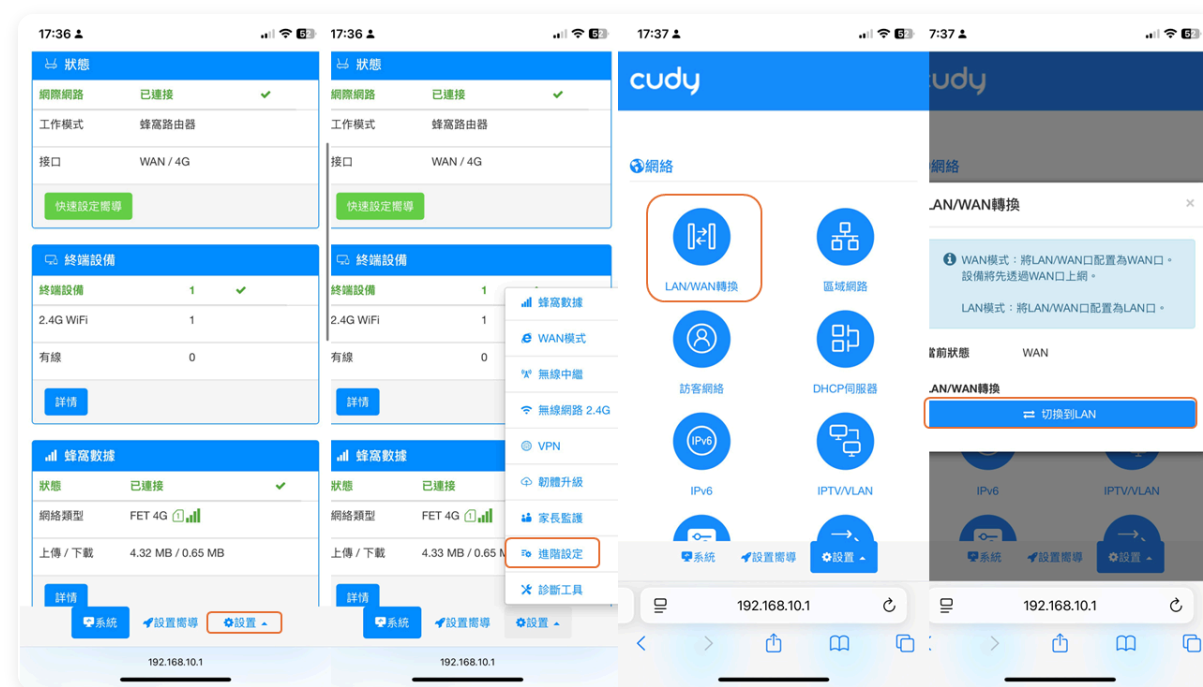 17:36
狀態
網際網路 已連接
工作模式 蜂窩路由器
接口 WAN / 4G
快速設定嚮導
終端設備
終端設備 1
2.4G WiFi 1
有線 0
詳情
蜂窩數據
狀態 已連接
網絡類型 FET 4G 1
上傳 / 下載 4.32 MB / 0.65 MB
詳情
系統 設置嚮導 設置
192.168.10.1
17:36
狀態
網際網路 已連接
工作模式 蜂窩路由器
接口 WAN / 4G
快速設定嚮導
終端設備
終端設備 1
2.4G WiFi 1
有線 0
詳情
蜂窩數據
狀態 已連接
網絡類型 FET 4G 1
上傳 / 下載 4.33 MB / 0.65 M
詳情
蜂窩數據
WAN模式
無線中繼
無線網路 2.4G
VPN
韌體升級
家長監護
進階設定
診斷工具
系統 設置嚮導 設置
192.168.10.1
17:37
cudy
網絡
LAN/WAN轉換 區域網路
訪客網絡 DHCP伺服器
IPv6
IPv6 IPTV/VLAN
系統 設置嚮導 設置
192.168.10.1
7:37
cudy
網絡
LAN/WAN轉換 ×
WAN模式：將LAN/WAN口配置為WAN口。
設備將先透過WAN口上網。
LAN模式：將LAN/WAN口配置為LAN口。
當前狀態 WAN
LAN/WAN轉換
切換到LAN
IPv6 IPTV/VLAN
系統 設置嚮導 設置
192.168.10.1